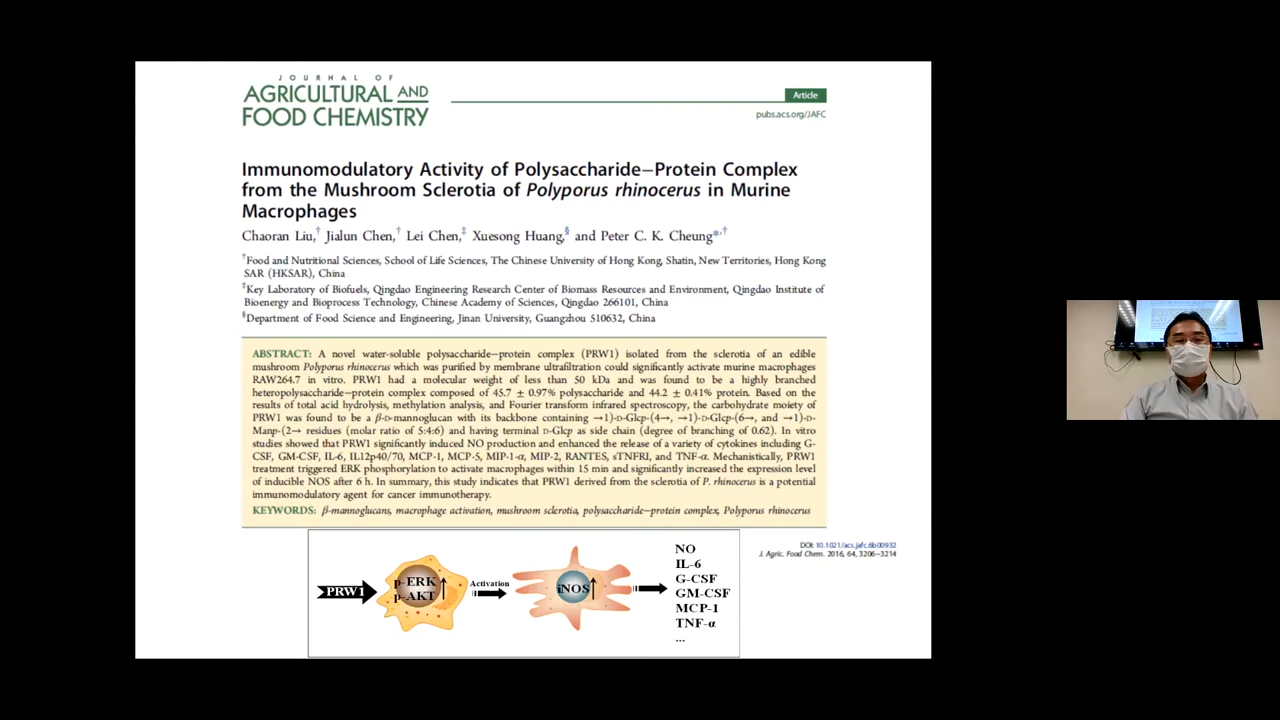 JOURNAL OF
AGRICULTURAL AND
FOOD CHEMISTRY
Article
pubs.acs.org/JAFC
Immunomodulatory Activity of Polysaccharide−Protein Complex
from the Mushroom Sclerotia of Polyporus rhinocerus in Murine
Macrophages
Chaoran Liu,† Jialun Chen,† Lei Chen,‡ Xuesong Huang,§ and Peter C. K. Cheung*,†
†Food and Nutritional Sciences, School of Life Sciences, The Chinese University of Hong Kong, Shatin, New Territories, Hong Kong
SAR (HKSAR), China
‡Key Laboratory of Biofuels, Qingdao Engineering Research Center of Biomass Resources and Environment, Qingdao Institute of
Bioenergy and Bioprocess Technology, Chinese Academy of Sciences, Qingdao 266101, China
§Department of Food Science and Engineering, Jinan University, Guangzhou 510632, China
ABSTRACT: A novel water-soluble polysaccharide−protein complex (PRW1) isolated from the sclerotia of an edible
mushroom Polyporus rhinocerus which was purified by membrane ultrafiltration could significantly activate murine macrophages
RAW264.7 in vitro. PRW1 had a molecular weight of less than 50 kDa and was found to be a highly branched
heteropolysaccharide−protein complex composed of 45.7 ± 0.97% polysaccharide and 44.2 ± 0.41% protein. Based on the
results of total acid hydrolysis, methylation analysis, and Fourier transform infrared spectroscopy, the carbohydrate moiety of
PRW1 was found to be a β-D-mannoglucan with its backbone containing →1)-D-Glcp-(4→, →1)-D-Glcp-(6→, and →1)-D-
Manp-(2→ residues (molar ratio of 5:4:6) and having terminal D-Glcp as side chain (degree of branching of 0.62). In vitro
studies showed that PRW1 significantly induced NO production and enhanced the release of a variety of cytokines including G-
CSF, GM-CSF, IL-6, IL12p40/70, MCP-1, MCP-5, MIP-1-α, MIP-2, RANTES, sTNFRI, and TNF-α. Mechanistically, PRW1
treatment triggered ERK phosphorylation to activate macrophages within 15 min and significantly increased the expression level
of inducible NOS after 6 h. In summary, this study indicates that PRW1 derived from the sclerotia of P. rhinocerus is a potential
immunomodulatory agent for cancer immunotherapy.
KEYWORDS: β-mannoglucans, macrophage activation, mushroom sclerotia, polysaccharide−protein complex, Polyporus rhinocerus
DOI: 10.1021/acs.jafc.6b00932
J. Agric. Food Chem. 2016, 64, 3206−3214
PRW1
p-ERK
p-AKT
Activation
iNOS
NO
IL-6
G-CSF
GM-CSF
MCP-1
TNF-α
...